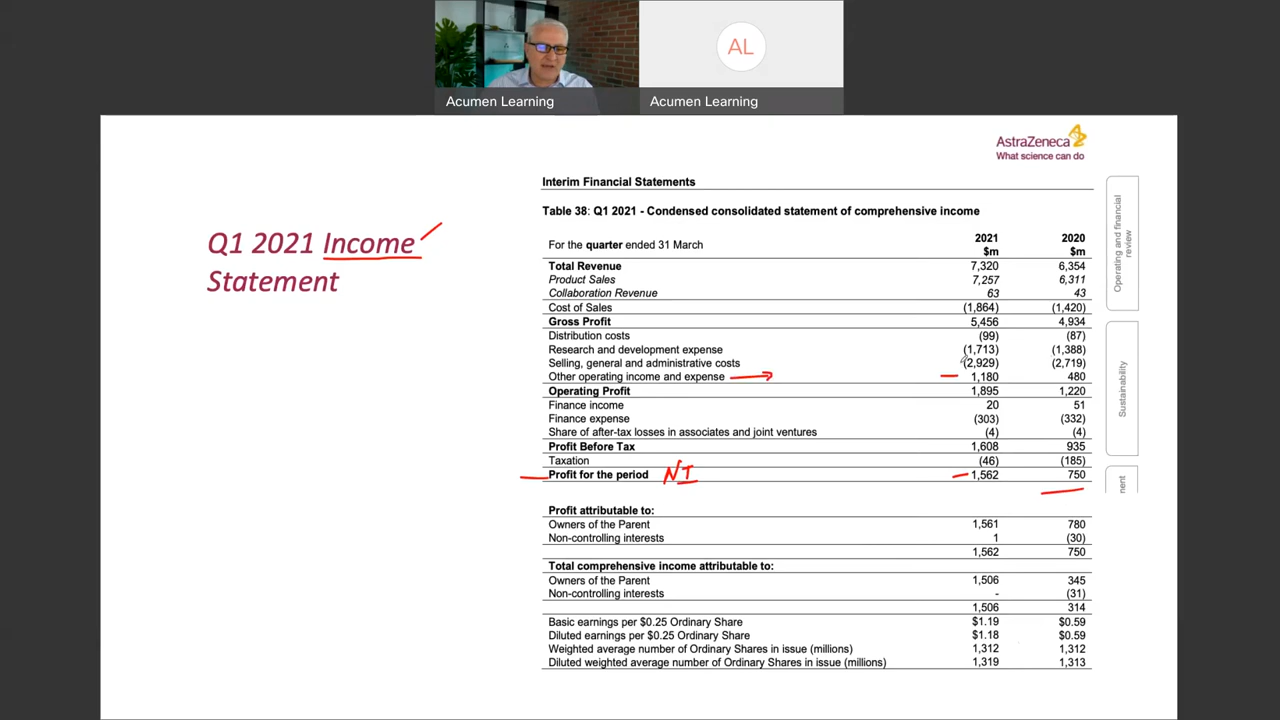 AL
Acumen Learning Acumen Learning
AstraZeneca
What science can do
Interim Financial Statements
Table 38: Q1 2021 - Condensed consolidated statement of comprehensive income
Q1 2021 Income
Statement
For the quarter ended 31 March 2021 2020
$m $m
Total Revenue 7,320 6,354
Product Sales 7,257 6,311
Collaboration Revenue 63 43
Cost of Sales (1,864) (1,420)
Gross Profit 5,456 4,934
Distribution costs (99) (87)
Research and development expense (1,713) (1,388)
Selling, general and administrative costs (2,929) (2,719)
Other operating income and expense 1,180 480
Operating Profit 1,895 1,220
Finance income 20 51
Finance expense (303) (332)
Share of after-tax losses in associates and joint ventures (4) (4)
Profit Before Tax 1,608 935
Taxation (46) (185)
Profit for the period NI 1,562 750
Profit attributable to:
Owners of the Parent 1,561 780
Non-controlling interests 1 (30)
1,562 750
Total comprehensive income attributable to:
Owners of the Parent 1,506 345
Non-controlling interests - (31)
1,506 314
Basic earnings per $0.25 Ordinary Share $1.19 $0.59
Diluted earnings per $0.25 Ordinary Share $1.18 $0.59
Weighted average number of Ordinary Shares in issue (millions) 1,312 1,312
Diluted weighted average number of Ordinary Shares in issue (millions) 1,319 1,313
Operating and financial
review
Sustainability
ment